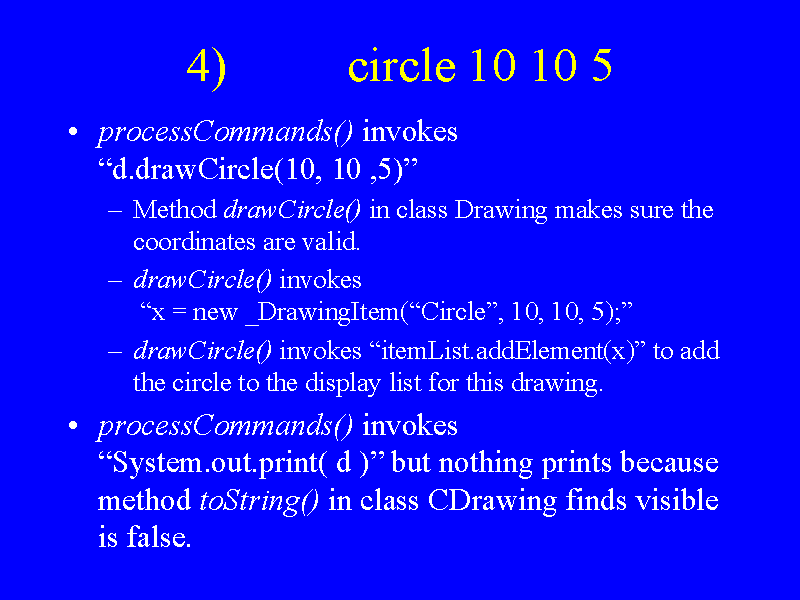 4) circle 10 10 5
• processCommands() invokes
“d.drawCircle(10, 10 ,5)”
– Method drawCircle() in class Drawing makes sure the
coordinates are valid.
– drawCircle() invokes
“x = new _DrawingItem(“Circle”, 10, 10, 5);”
– drawCircle() invokes “itemList.addElement(x)” to add
the circle to the display list for this drawing.
• processCommands() invokes
“System.out.print( d )” but nothing prints because
method toString() in class CDrawing finds visible
is false.